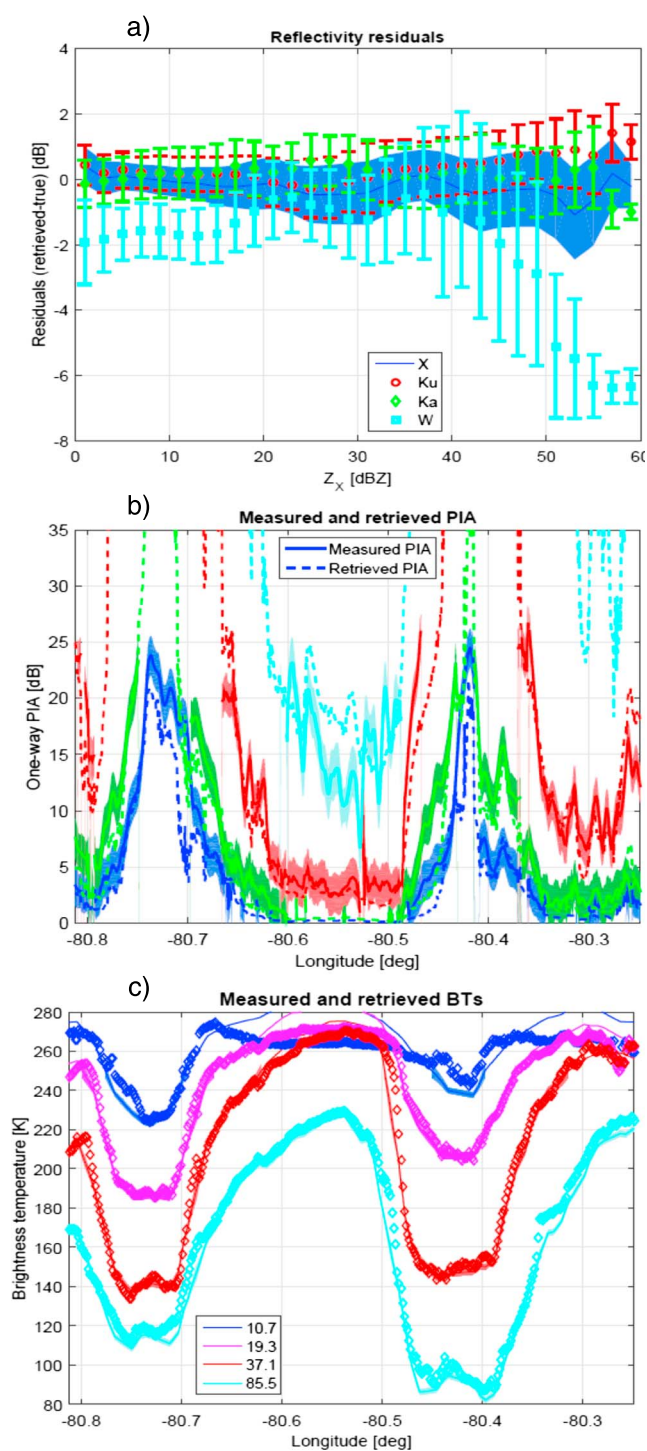 a)
Reflectivity residuals
Residuals (retrieved-true) [dB]
4
2
0
-2
-4
-6
-8
X
Ku
Ka
W
0 10 20 30 40 50 60
Z_X [dBZ]
b)
Measured and retrieved PIA
One-way PIA [dB]
35
30
25
20
15
10
5
0
Measured PIA
Retrieved PIA
-80.8 -80.7 -80.6 -80.5 -80.4 -80.3
Longitude [deg]
c)
Measured and retrieved BTs
Brightness temperature [K]
280
260
240
220
200
180
160
140
120
100
80
10.7
19.3
37.1
85.5
-80.8 -80.7 -80.6 -80.5 -80.4 -80.3
Longitude [deg]